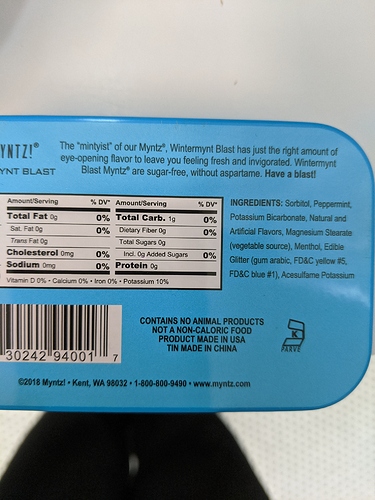 YNTZ!®
YNT BLAST
The "mintyist" of our Myntz®, Wintermynt Blast has just the right amount of
eye-opening flavor to leave you feeling fresh and invigorated. Wintermynt
Blast Myntz® are sugar-free, without aspartame. Have a blast!
Amount/Serving % DV* Amount/Serving % DV*
Total Fat 0g 0% Total Carb. 1g 0%
Sat. Fat 0g 0% Dietary Fiber 0g 0%
Trans Fat 0g Total Sugars 0g
Cholesterol 0mg 0% Incl. 0g Added Sugars 0%
Sodium 0mg 0% Protein 0g
Vitamin D 0% • Calcium 0% • Iron 0% • Potassium 10%
INGREDIENTS: Sorbitol, Peppermint,
Potassium Bicarbonate, Natural and
Artificial Flavors, Magnesium Stearate
(vegetable source), Menthol, Edible
Glitter (gum arabic, FD&C yellow #5,
FD&C blue #1), Acesulfame Potassium
30242 94001 7
CONTAINS NO ANIMAL PRODUCTS
NOT A NON-CALORIC FOOD
PRODUCT MADE IN USA
TIN MADE IN CHINA
K
PARVE
©2018 Myntz! • Kent, WA 98032 • 1-800-800-9490 • www.myntz.com